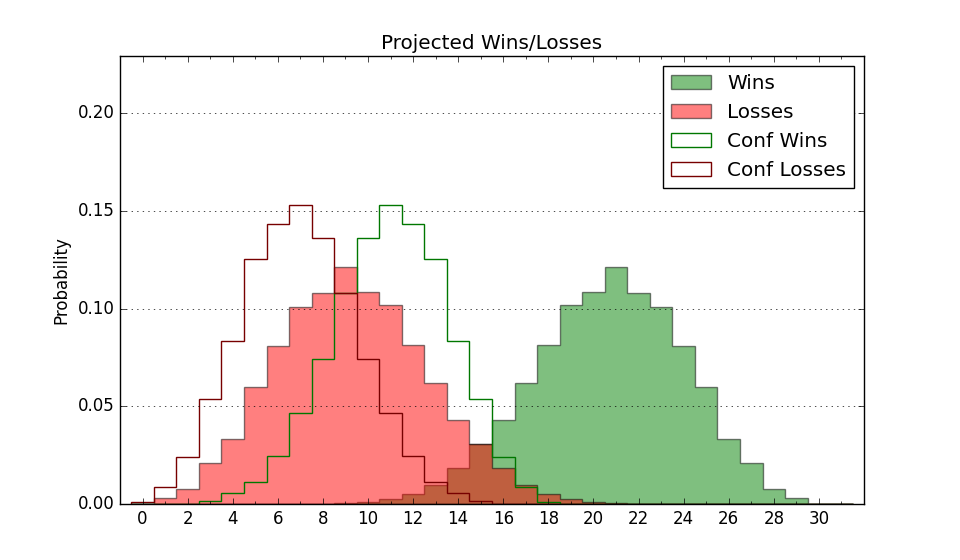 Projected Wins/Losses
Wins
Losses
Conf Wins
Conf Losses
Probability
0.20
0.15
0.10
0.05
0.00
0 2 4 6 8 10 12 14 16 18 20 22 24 26 28 30